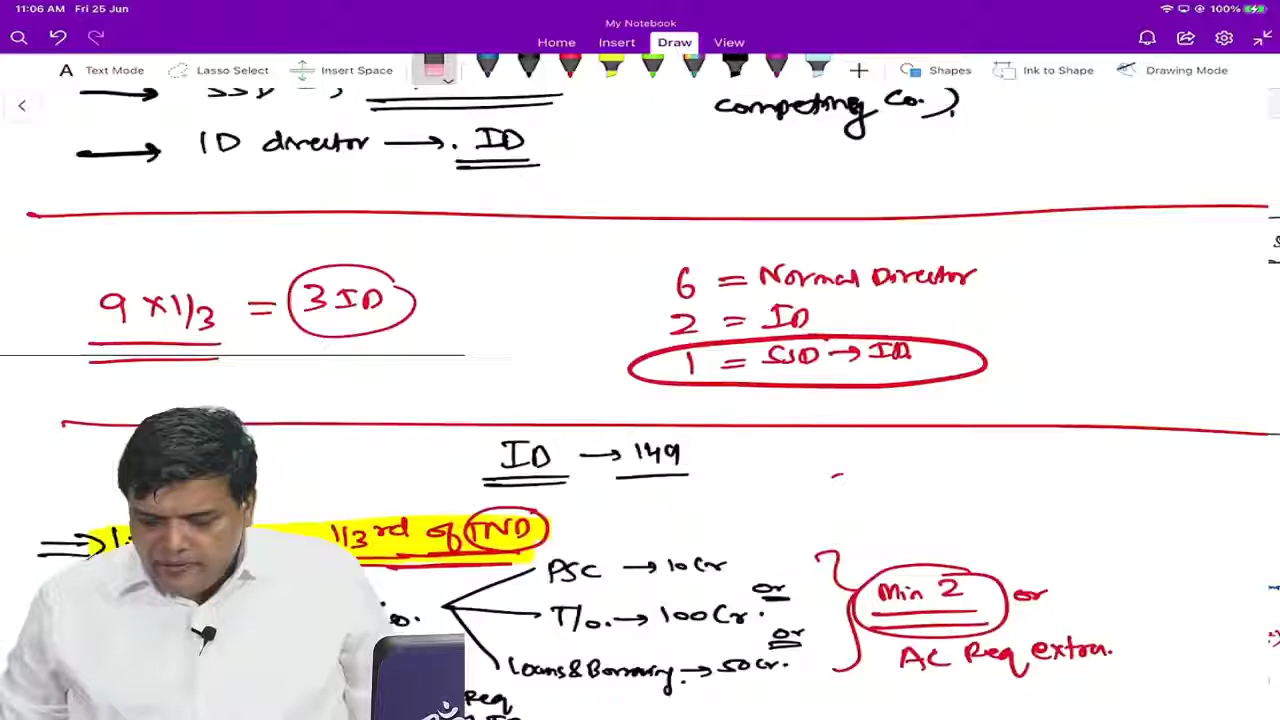 11:06 AM Fri 25 Jun
100%
My Notebook
Home Insert Draw View
A Text Mode Lasso Select Insert Space Shapes Ink to Shape Drawing Mode
competing Co.)
ID director → ID
9 × 1/3 = 3 ID
6 = Normal Director
2 = ID
1 = SSD → ID
ID → 149
1/3rd of TND
PSC → 10 Cr
or
T/o. → 100 Cr.
or
Loans & Borrowing → 50 Cr.
Min 2 or
AC Req extra.
Req